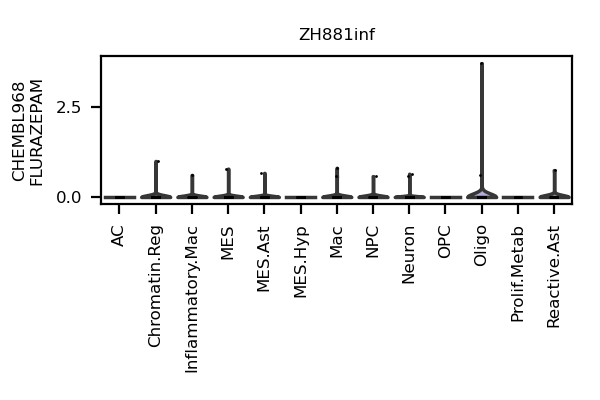 ZH881inf
CHEMBL968
FLURAZEPAM
2.5
0.0
AC
Chromatin.Reg
Inflammatory.Mac
MES
MES.Ast
MES.Hyp
Mac
NPC
Neuron
OPC
Oligo
Prolif.Metab
Reactive.Ast